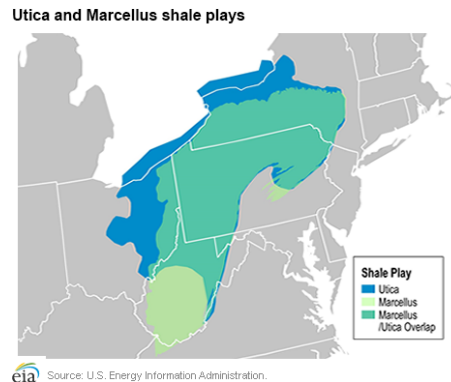 Utica and Marcellus shale plays
Shale Play
Utica
Marcellus
Marcellus
/Utica Overlap
eia Source: U.S. Energy Information Administration.